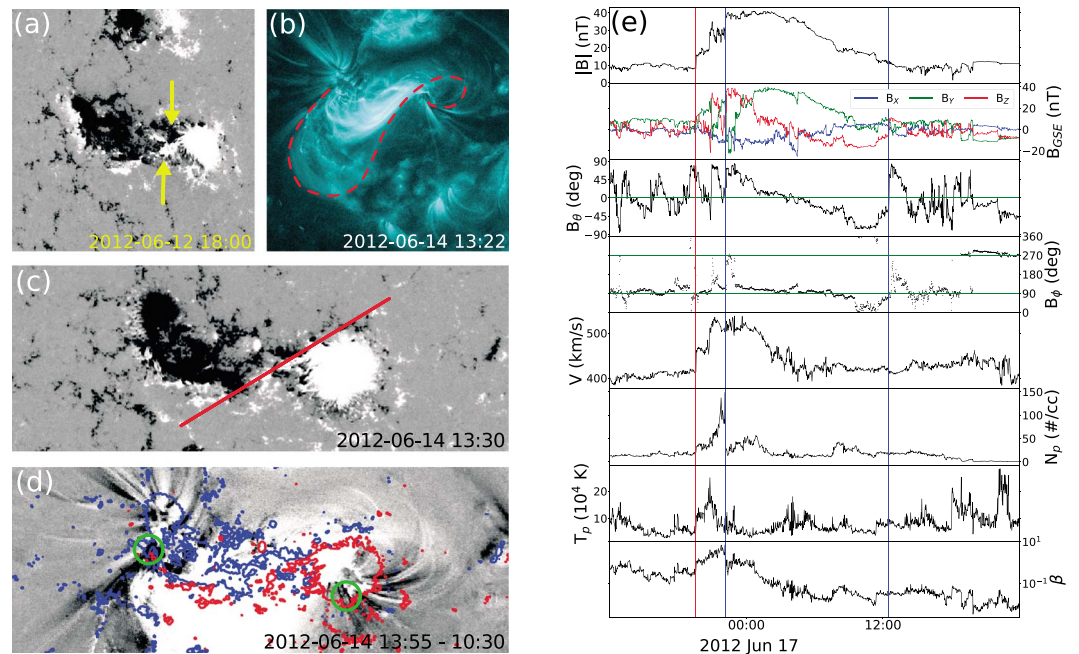 (a)
2012-06-12 18:00
(b)
2012-06-14 13:22
(c)
2012-06-14 13:30
(d)
2012-06-14 13:55 - 10:30
(e)
|B| (nT)
40
30
20
10
0
B_X B_Y B_Z
B_GSE (nT)
40
20
0
−20
B_θ (deg)
90
45
0
−45
−90
B_ϕ (deg)
360
270
180
90
0
V (km/s)
500
400
N_p (#/cc)
150
100
50
0
T_p (10^4 K)
20
10
β
10^1
10^-1
00:00 12:00
2012 Jun 17